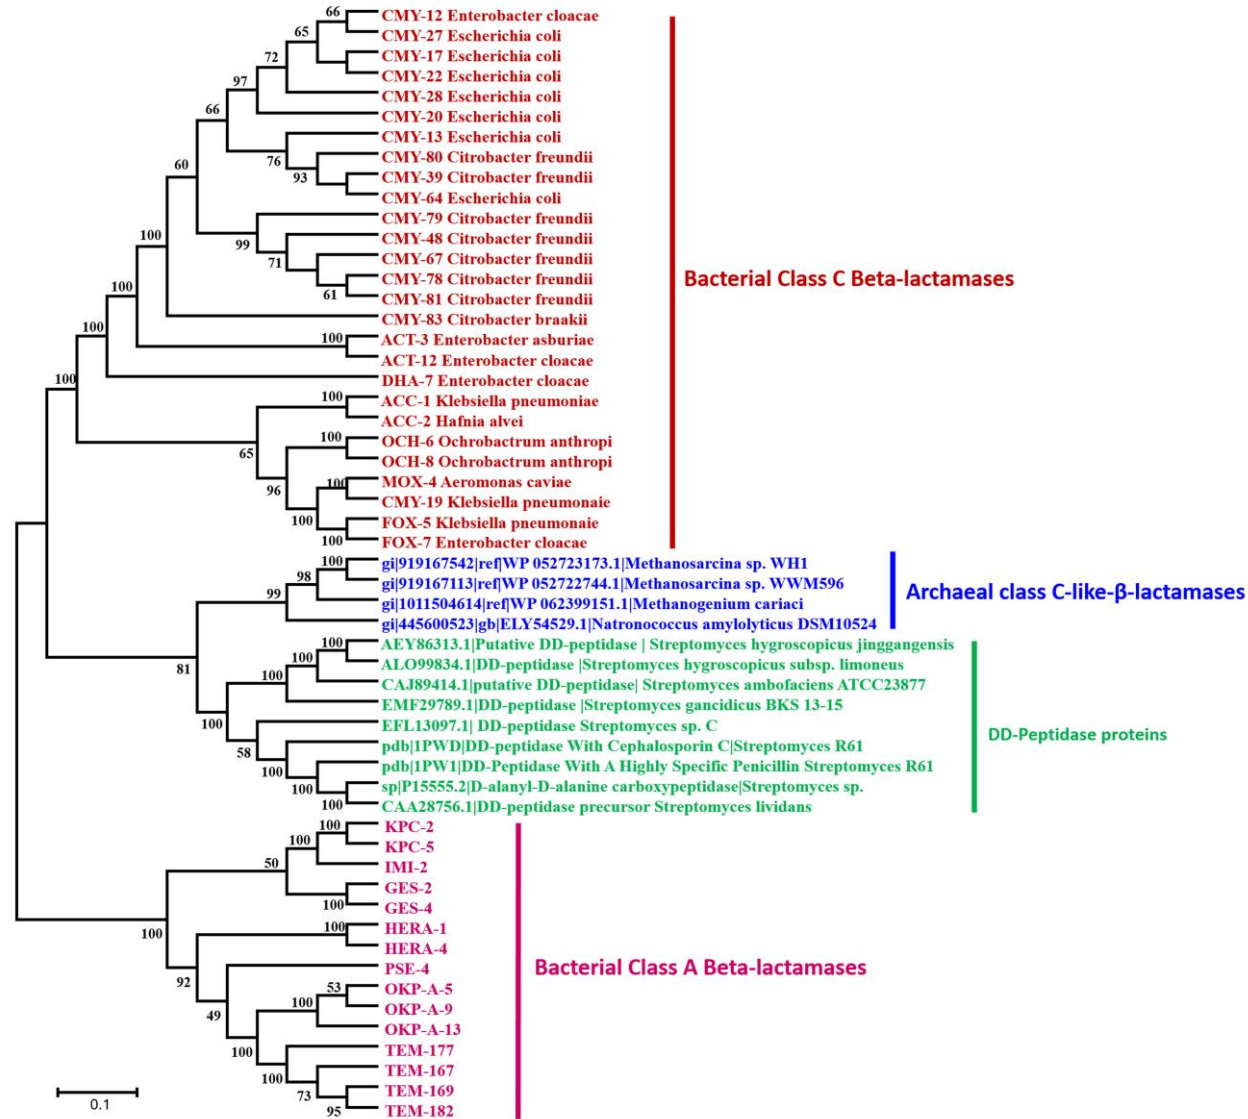 66
CMY-12 Enterobacter cloacae
65
CMY-27 Escherichia coli
72
CMY-17 Escherichia coli
97
CMY-22 Escherichia coli
66
CMY-28 Escherichia coli
CMY-20 Escherichia coli
CMY-13 Escherichia coli
76
CMY-80 Citrobacter freundii
60
93
CMY-39 Citrobacter freundii
CMY-64 Escherichia coli
CMY-79 Citrobacter freundii
100
99
CMY-48 Citrobacter freundii
71
CMY-67 Citrobacter freundii
CMY-78 Citrobacter freundii
Bacterial Class C Beta-lactamases
100
61
CMY-81 Citrobacter freundii
CMY-83 Citrobacter braakii
100
100
ACT-3 Enterobacter asburiae
ACT-12 Enterobacter cloacae
100
DHA-7 Enterobacter cloacae
100
ACC-1 Klebsiella pneumoniae
ACC-2 Hafnia alvei
65
100
OCH-6 Ochrobactrum anthropi
OCH-8 Ochrobactrum anthropi
96
100
MOX-4 Aeromonas caviae
CMY-19 Klebsiella pneumonaie
100
FOX-5 Klebsiella pneumonaie
100
FOX-7 Enterobacter cloacae
100
gi|919167542|ref|WP 052723173.1|Methanosarcina sp. WH1
98
gi|919167113|ref|WP 052722744.1|Methanosarcina sp. WWM596
Archaeal class C-like-β-lactamases
99
gi|1011504614|ref|WP 062399151.1|Methanogenium cariaci
gi|445600523|gb|ELY54529.1|Natronococcus amylolyticus DSM10524
100
AEY86313.1|Putative DD-peptidase | Streptomyces hygroscopicus jinggangensis
81
100
ALO99834.1|DD-peptidase |Streptomyces hygroscopicus subsp. limoneus
100
CAJ89414.1|putative DD-peptidase| Streptomyces ambofaciens ATCC23877
EMF29789.1|DD-peptidase |Streptomyces gancidicus BKS 13-15
100
EFL13097.1| DD-peptidase Streptomyces sp. C
DD-Peptidase proteins
58
pdb|1PWD|DD-peptidase With Cephalosporin C|Streptomyces R61
100
pdb|1PW1|DD-Peptidase With A Highly Specific Penicillin Streptomyces R61
100
sp|P15555.2|D-alanyl-D-alanine carboxypeptidase|Streptomyces sp.
100
CAA28756.1|DD-peptidase precursor Streptomyces lividans
100
KPC-2
100
KPC-5
50
IMI-2
GES-2
100
GES-4
100
100
HERA-1
HERA-4
92
PSE-4
Bacterial Class A Beta-lactamases
53
OKP-A-5
49
100
OKP-A-9
OKP-A-13
100
TEM-177
100
TEM-167
73
TEM-169
95
TEM-182
0.1